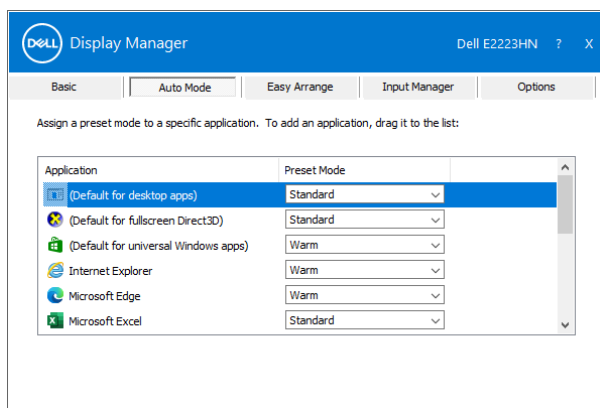 DELL Display Manager Dell E2223HN ? X
Basic Auto Mode Easy Arrange Input Manager Options
Assign a preset mode to a specific application. To add an application, drag it to the list:
Application Preset Mode
(Default for desktop apps) Standard
(Default for fullscreen Direct3D) Standard
(Default for universal Windows apps) Warm
Internet Explorer Warm
Microsoft Edge Warm
Microsoft Excel Standard